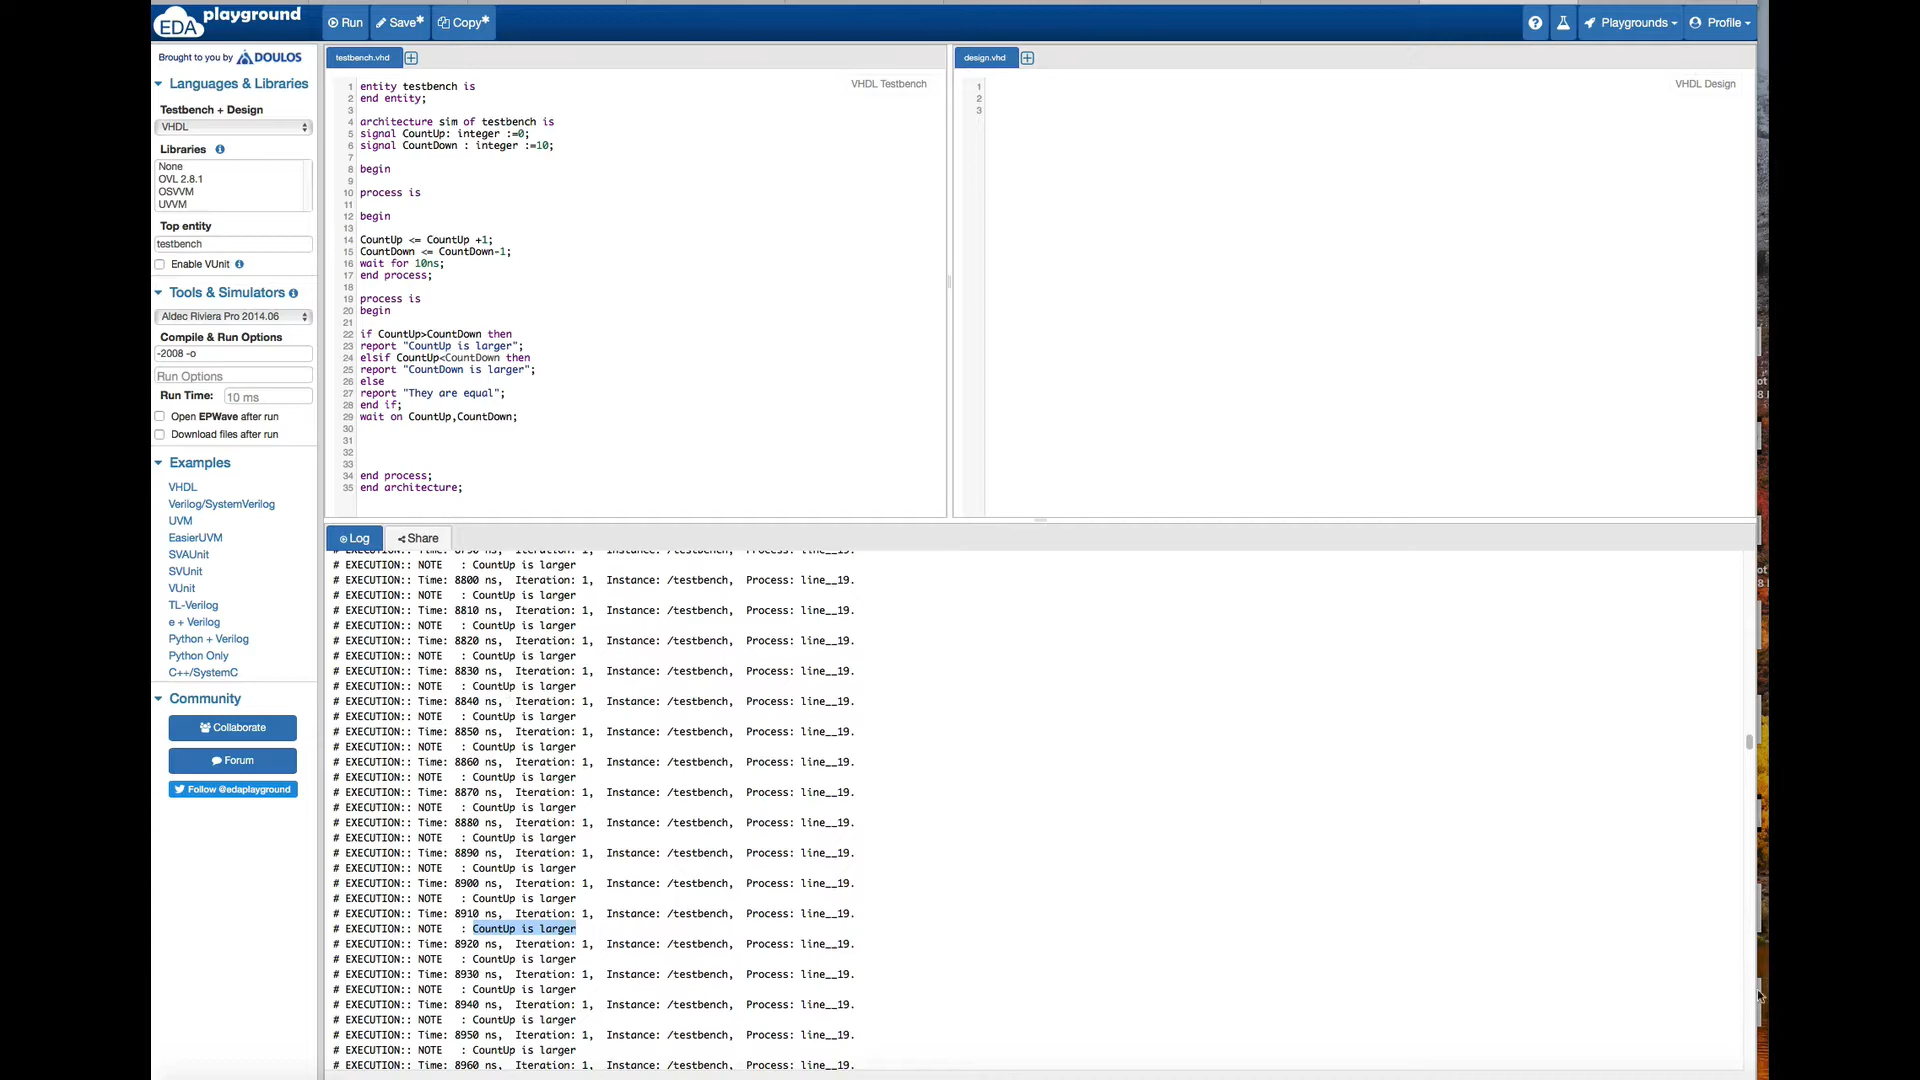 EDA playground
Run
Save*
Copy*
Playgrounds
Profile
Brought to you by DOULOS
Languages & Libraries
Testbench + Design
VHDL
Libraries
None
OVL 2.8.1
OSVVM
UVVM
Top entity
testbench
Enable VUnit
Tools & Simulators
Aldec Riviera Pro 2014.06
Compile & Run Options
-2008 -o
Run Options
Run Time: 10 ms
Open EPWave after run
Download files after run
Examples
VHDL
Verilog/SystemVerilog
UVM
EasierUVM
SVAUnit
SVUnit
VUnit
TL-Verilog
e + Verilog
Python + Verilog
Python Only
C++/SystemC
Community
Collaborate
Forum
Follow @edaplayground
testbench.vhd
VHDL Testbench
1 entity testbench is
2 end entity;
3
4 architecture sim of testbench is
5 signal CountUp: integer :=0;
6 signal CountDown : integer :=10;
7
8 begin
9
10 process is
11
12 begin
13
14 CountUp <= CountUp +1;
15 CountDown <= CountDown-1;
16 wait for 10ns;
17 end process;
18
19 process is
20 begin
21
22 if CountUp>CountDown then
23 report "CountUp is larger";
24 elsif CountUp<CountDown then
25 report "CountDown is larger";
26 else
27 report "They are equal";
28 end if;
29 wait on CountUp,CountDown;
30
31
32
33
34 end process;
35 end architecture;
design.vhd
VHDL Design
1
2
3
Log
Share
# EXECUTION:: Time: 8790 ns, Iteration: 1, Instance: /testbench, Process: line__19.
# EXECUTION:: NOTE : CountUp is larger
# EXECUTION:: Time: 8800 ns, Iteration: 1, Instance: /testbench, Process: line__19.
# EXECUTION:: NOTE : CountUp is larger
# EXECUTION:: Time: 8810 ns, Iteration: 1, Instance: /testbench, Process: line__19.
# EXECUTION:: NOTE : CountUp is larger
# EXECUTION:: Time: 8820 ns, Iteration: 1, Instance: /testbench, Process: line__19.
# EXECUTION:: NOTE : CountUp is larger
# EXECUTION:: Time: 8830 ns, Iteration: 1, Instance: /testbench, Process: line__19.
# EXECUTION:: NOTE : CountUp is larger
# EXECUTION:: Time: 8840 ns, Iteration: 1, Instance: /testbench, Process: line__19.
# EXECUTION:: NOTE : CountUp is larger
# EXECUTION:: Time: 8850 ns, Iteration: 1, Instance: /testbench, Process: line__19.
# EXECUTION:: NOTE : CountUp is larger
# EXECUTION:: Time: 8860 ns, Iteration: 1, Instance: /testbench, Process: line__19.
# EXECUTION:: NOTE : CountUp is larger
# EXECUTION:: Time: 8870 ns, Iteration: 1, Instance: /testbench, Process: line__19.
# EXECUTION:: NOTE : CountUp is larger
# EXECUTION:: Time: 8880 ns, Iteration: 1, Instance: /testbench, Process: line__19.
# EXECUTION:: NOTE : CountUp is larger
# EXECUTION:: Time: 8890 ns, Iteration: 1, Instance: /testbench, Process: line__19.
# EXECUTION:: NOTE : CountUp is larger
# EXECUTION:: Time: 8900 ns, Iteration: 1, Instance: /testbench, Process: line__19.
# EXECUTION:: NOTE : CountUp is larger
# EXECUTION:: Time: 8910 ns, Iteration: 1, Instance: /testbench, Process: line__19.
# EXECUTION:: NOTE : CountUp is larger
# EXECUTION:: Time: 8920 ns, Iteration: 1, Instance: /testbench, Process: line__19.
# EXECUTION:: NOTE : CountUp is larger
# EXECUTION:: Time: 8930 ns, Iteration: 1, Instance: /testbench, Process: line__19.
# EXECUTION:: NOTE : CountUp is larger
# EXECUTION:: Time: 8940 ns, Iteration: 1, Instance: /testbench, Process: line__19.
# EXECUTION:: NOTE : CountUp is larger
# EXECUTION:: Time: 8950 ns, Iteration: 1, Instance: /testbench, Process: line__19.
# EXECUTION:: NOTE : CountUp is larger
# EXECUTION:: Time: 8960 ns, Iteration: 1, Instance: /testbench, Process: line__19.